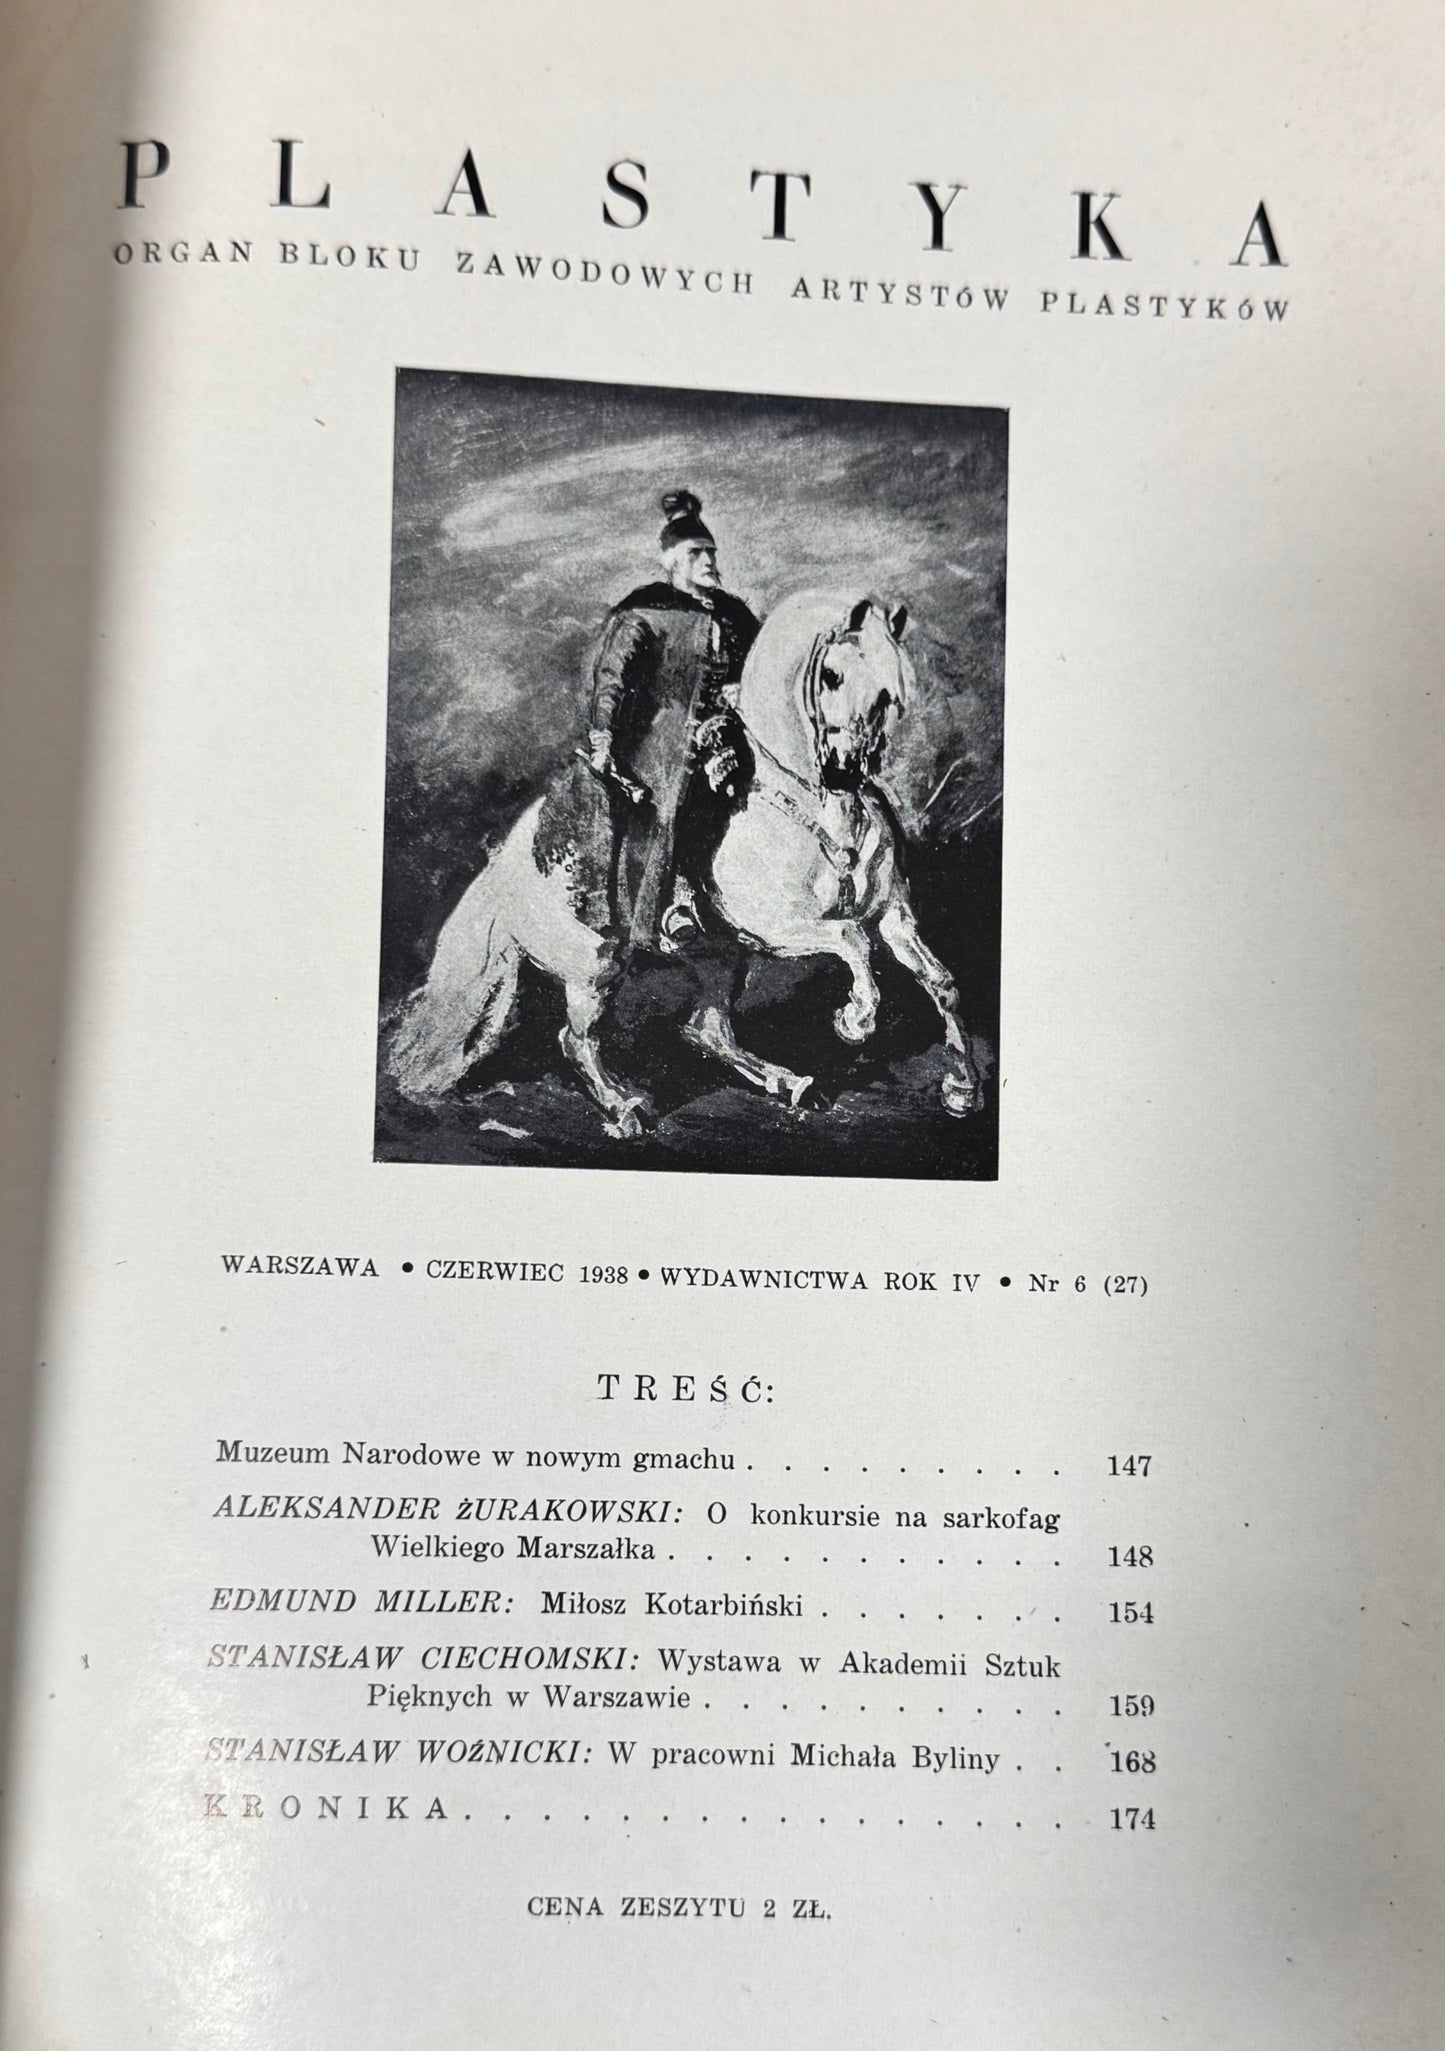 PLASTYKA
ORGAN BLOKU ZAWODOWYCH ARTYSTÓW PLASTYKÓW
WARSZAWA • CZERWIEC 1938 • WYDAWNICTWA ROK IV • Nr 6 (27)
TREŚĆ:
Muzeum Narodowe w nowym gmachu . . . . . . . . . 147
ALEKSANDER ŻURAKOWSKI: O konkursie na sarkofag
Wielkiego Marszałka . . . . . . . . . . . 148
EDMUND MILLER: Miłosz Kotarbiński . . . . . . . 154
STANISŁAW CIECHOMSKI: Wystawa w Akademii Sztuk
Pięknych w Warszawie . . . . . . . . . . 159
STANISŁAW WOŹNICKI: W pracowni Michała Byliny . . 168
KRONIKA . . . . . . . . . . . . . . . . 174
CENA ZESZYTU 2 ZŁ.